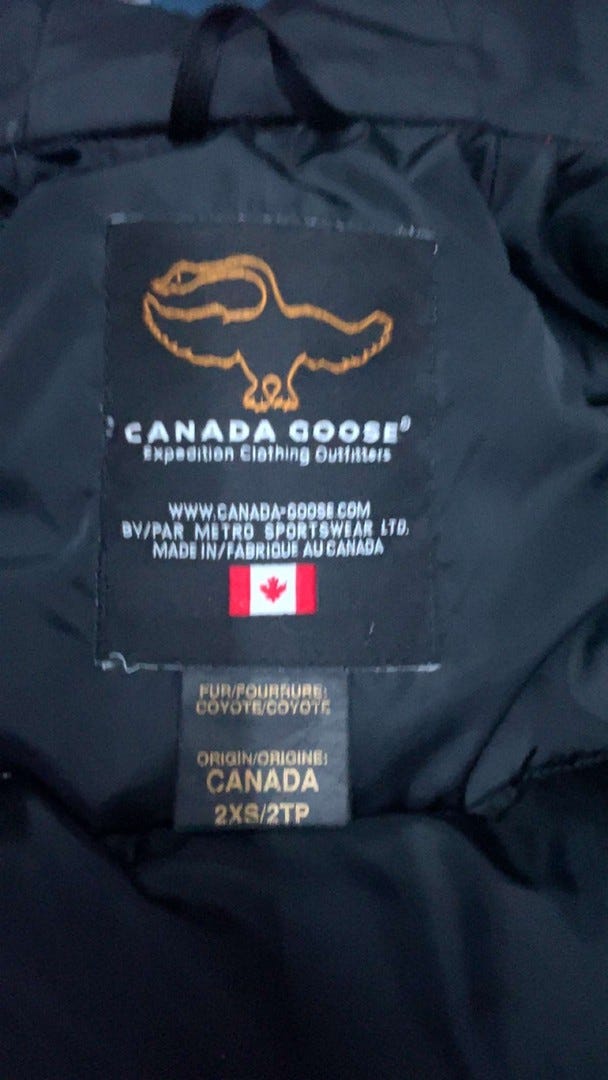 CANADA GOOSE®
Expedition Clothing Outfitters
WWW.CANADA-GOOSE.COM
BY/PAR METRO SPORTSWEAR LTD.
MADE IN/FABRIQUE AU CANADA
FUR/FOURRURE:
COYOTE/COYOTE
ORIGIN/ORIGINE:
CANADA
2XS/2TP